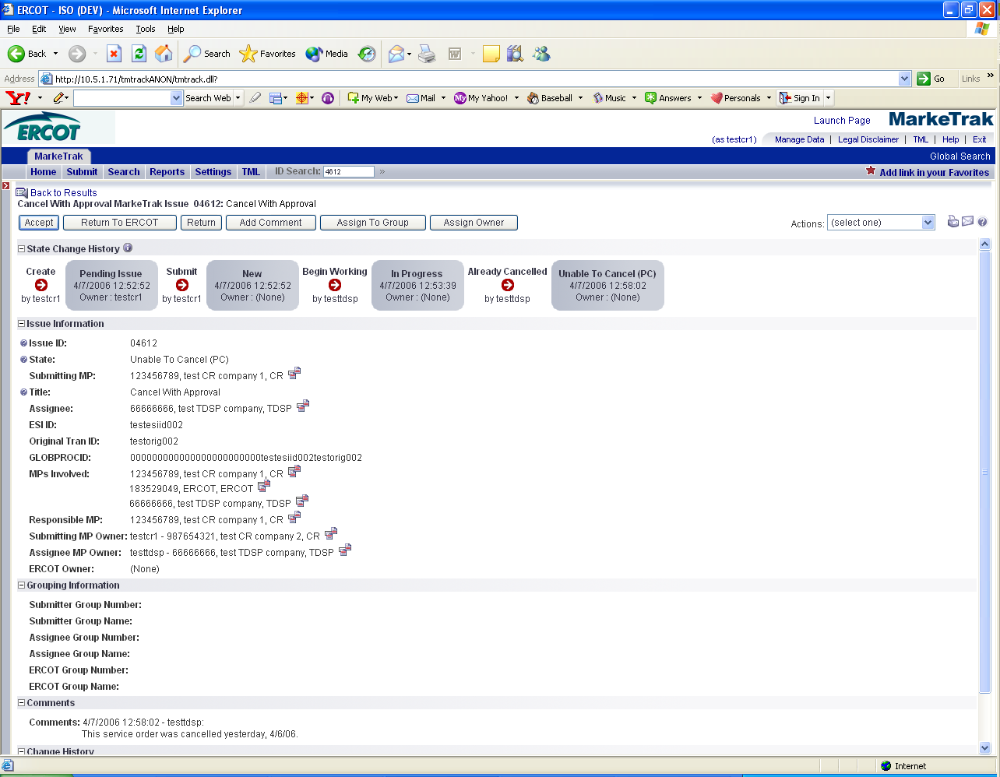 ERCOT - ISO (DEV) - Microsoft Internet Explorer
File Edit View Favorites Tools Help
Back Search Favorites Media
Address http://10.5.1.71/tmtrackANON/tmtrack.dll? Go Links »
Y! Search Web My Web Mail My Yahoo! Baseball Music Answers Personals Sign In
ERCOT Launch Page MarkeTrak
(as testcr1) Manage Data | Legal Disclaimer | TML | Help | Exit
MarkeTrak Global Search
Home Submit Search Reports Settings TML ID Search: 4612 » Add link in your Favorites
Back to Results
Cancel With Approval MarkeTrak Issue 04612: Cancel With Approval
Accept Return To ERCOT Return Add Comment Assign To Group Assign Owner Actions: (select one)
State Change History
Create Pending Issue Submit New Begin Working In Progress Already Cancelled Unable To Cancel (PC)
4/7/2006 12:52:52 4/7/2006 12:52:52 4/7/2006 12:53:39 4/7/2006 12:58:02
by testcr1 Owner : testcr1 by testcr1 Owner : (None) by testtdsp Owner : (None) by testtdsp Owner : (None)
Issue Information
Issue ID: 04612
State: Unable To Cancel (PC)
Submitting MP: 123456789, test CR company 1, CR
Title: Cancel With Approval
Assignee: 66666666, test TDSP company, TDSP
ESI ID: testesiid002
Original Tran ID: testorig002
GLOBPROCID: 000000000000000000000000testesiid002testorig002
MPs Involved: 123456789, test CR company 1, CR
183529049, ERCOT, ERCOT
66666666, test TDSP company, TDSP
Responsible MP: 123456789, test CR company 1, CR
Submitting MP Owner: testcr1 - 987654321, test CR company 2, CR
Assignee MP Owner: testtdsp - 66666666, test TDSP company, TDSP
ERCOT Owner: (None)
Grouping Information
Submitter Group Number:
Submitter Group Name:
Assignee Group Number:
Assignee Group Name:
ERCOT Group Number:
ERCOT Group Name:
Comments
Comments: 4/7/2006 12:58:02 - testtdsp:
This service order was cancelled yesterday, 4/6/06.
Change History
Internet